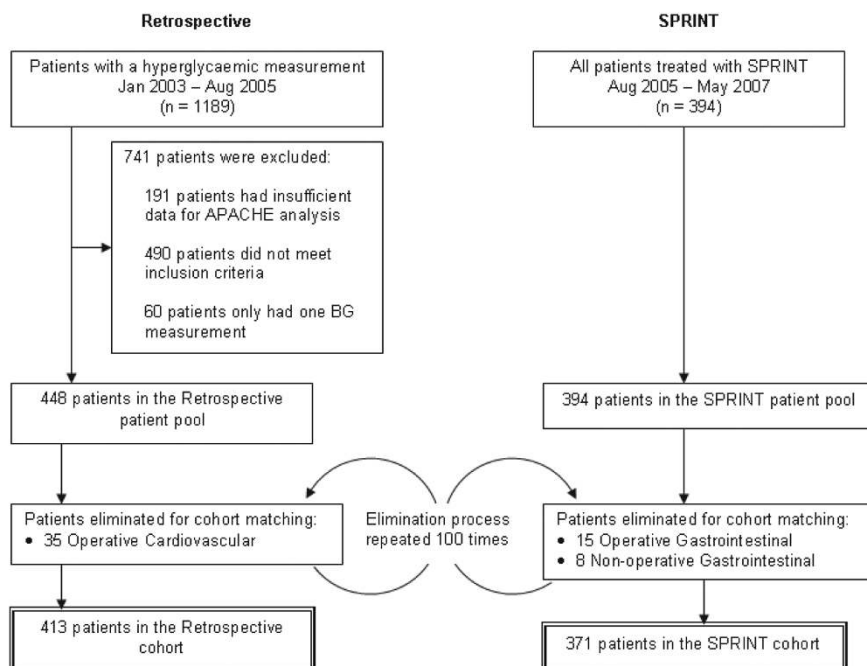 Retrospective
Patients with a hyperglycaemic measurement
Jan 2003 – Aug 2005
(n = 1189)
741 patients were excluded:
191 patients had insufficient
data for APACHE analysis
490 patients did not meet
inclusion criteria
60 patients only had one BG
measurement
448 patients in the Retrospective
patient pool
Patients eliminated for cohort matching:
• 35 Operative Cardiovascular
413 patients in the Retrospective
cohort
Elimination process
repeated 100 times
SPRINT
All patients treated with SPRINT
Aug 2005 – May 2007
(n = 394)
394 patients in the SPRINT patient pool
Patients eliminated for cohort matching:
• 15 Operative Gastrointestinal
• 8 Non-operative Gastrointestinal
371 patients in the SPRINT cohort